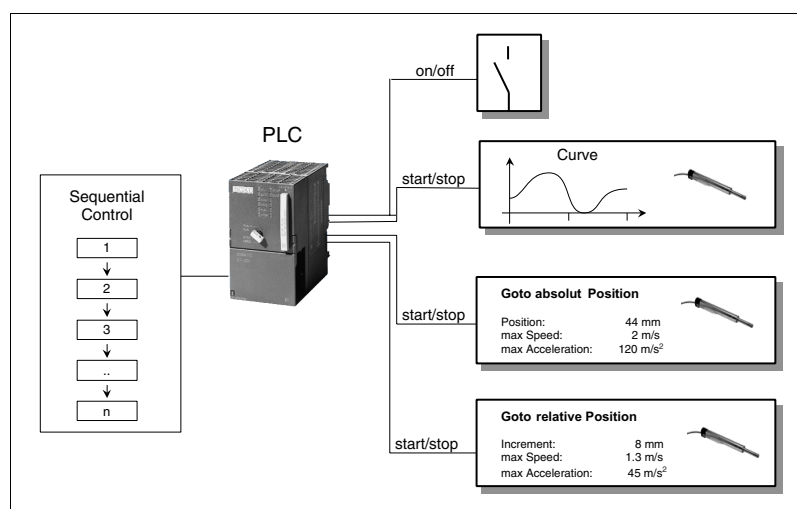 on/off
PLC
Curve
start/stop
Sequential
Control
1
2
3
..
n
Goto absolut Position
start/stop
Position: 44 mm
max Speed: 2 m/s
max Acceleration: 120 m/s²
Goto relative Position
start/stop
Increment: 8 mm
max Speed: 1.3 m/s
max Acceleration: 45 m/s²